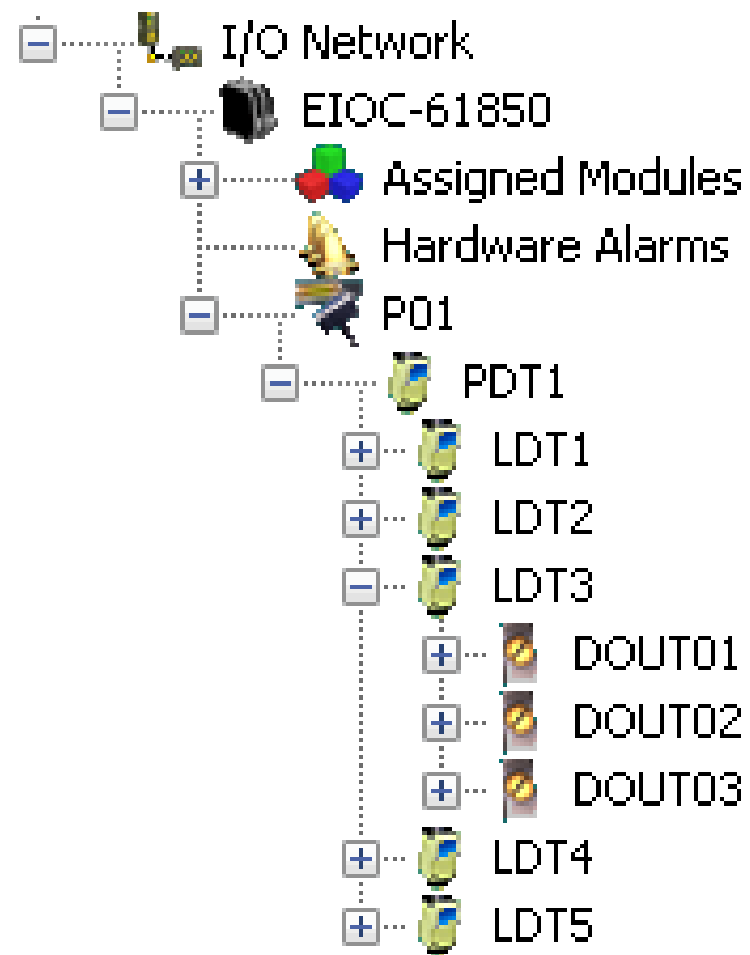 I/O Network
EIOC-61850
Assigned Modules
Hardware Alarms
P01
PDT1
LDT1
LDT2
LDT3
DOUT01
DOUT02
DOUT03
LDT4
LDT5